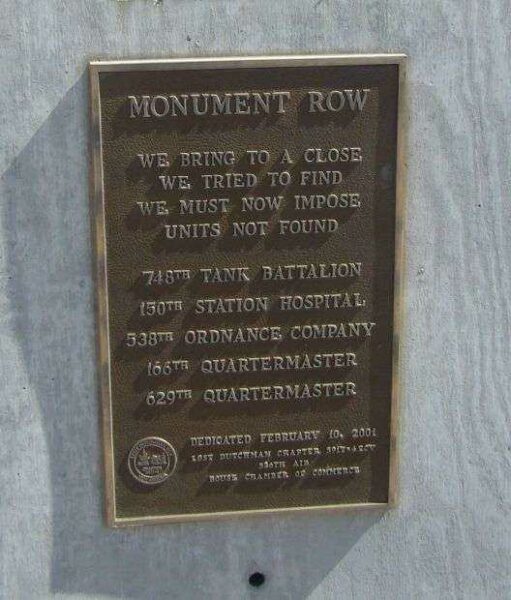 MONUMENT ROW
WE BRING TO A CLOSE
WE TRIED TO FIND
WE MUST NOW IMPOSE
UNITS NOT FOUND
748TH TANK BATTALION
150TH STATION HOSPITAL
538TH ORDNANCE COMPANY
166TH QUARTERMASTER
629TH QUARTERMASTER
DEDICATED FEBRUARY 10, 2001
LOST DUTCHMAN CHAPTER
AIR
BOUSE CHAMBER OF COMMERCE